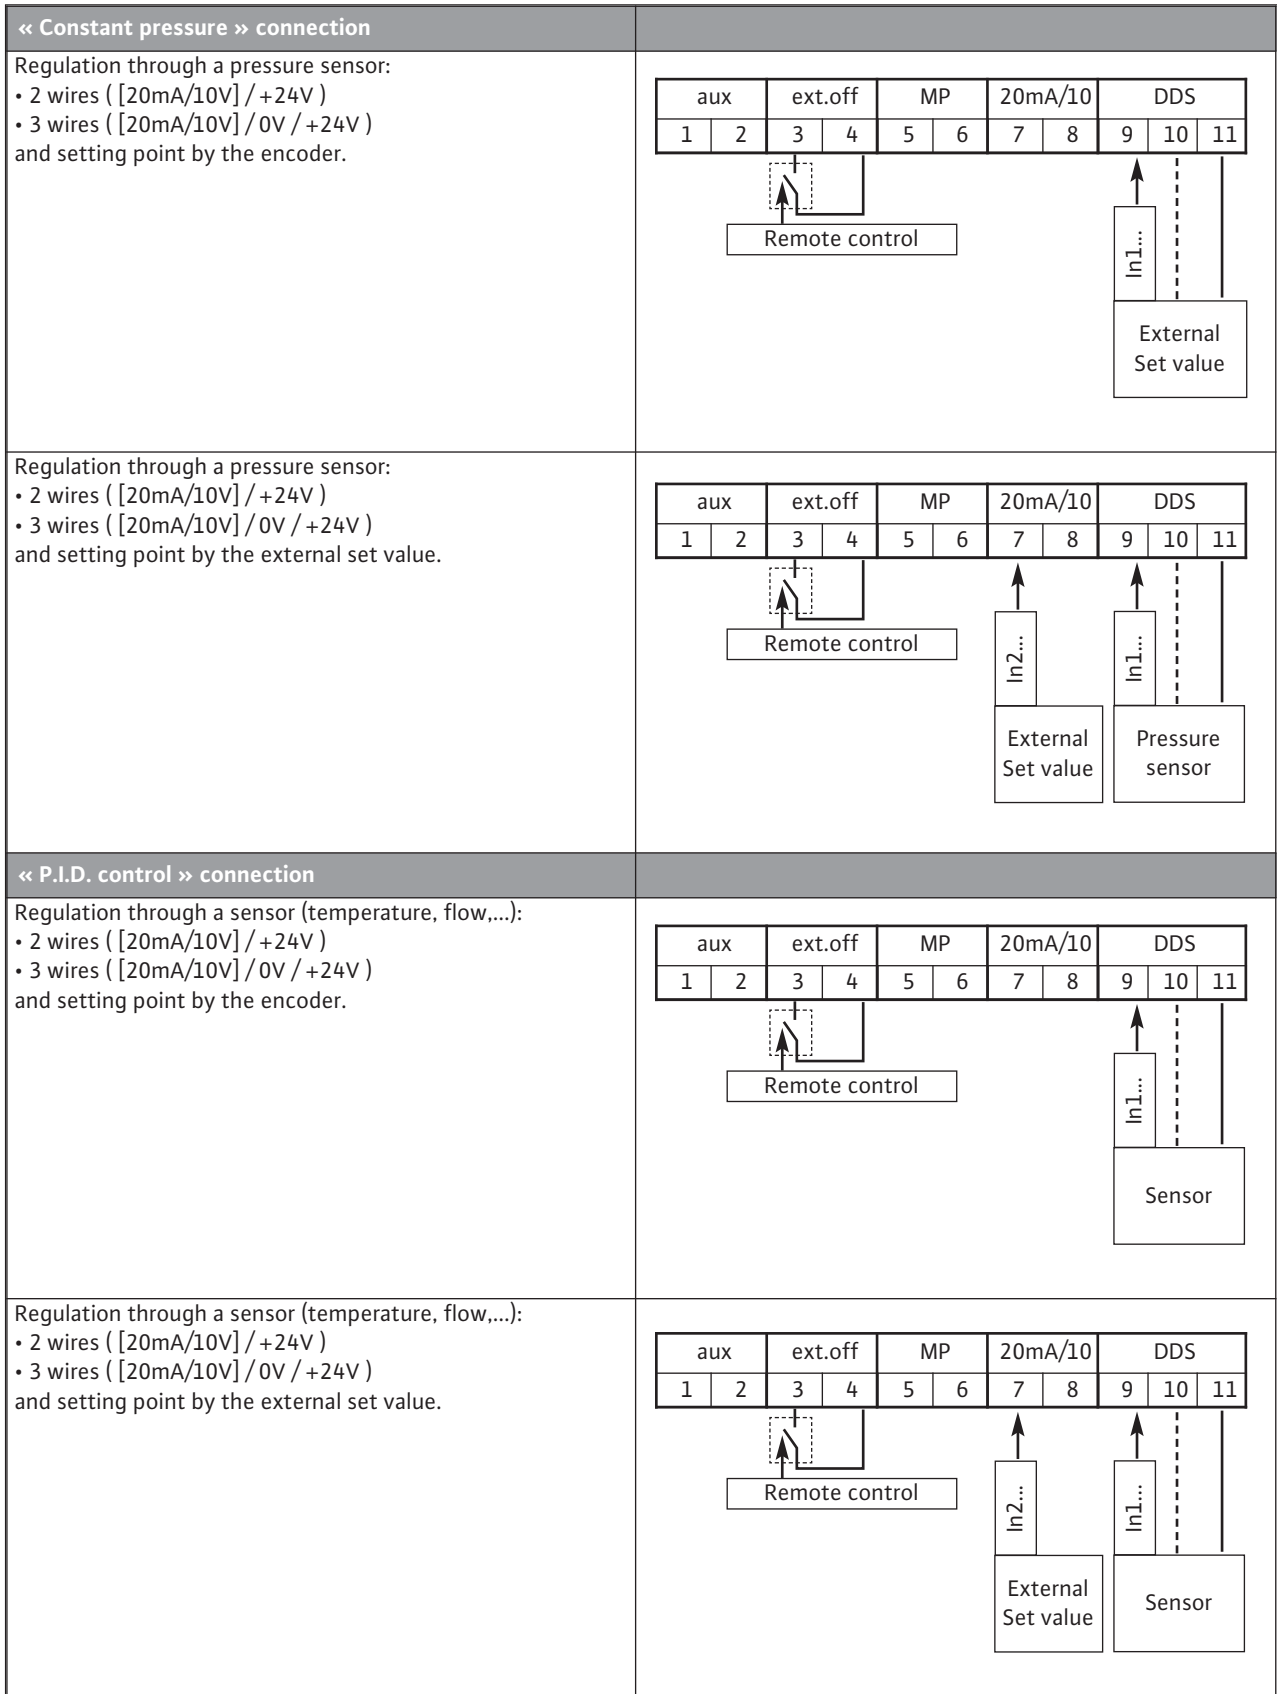 « Constant pressure » connection
Regulation through a pressure sensor:
• 2 wires ( [20mA/10V] / +24V )
• 3 wires ( [20mA/10V] / 0V / +24V )
and setting point by the encoder.
aux ext.off MP 20mA/10 DDS
1 2 3 4 5 6 7 8 9 10 11
Remote control
In1...
External
Set value
Regulation through a pressure sensor:
• 2 wires ( [20mA/10V] / +24V )
• 3 wires ( [20mA/10V] / 0V / +24V )
and setting point by the external set value.
aux ext.off MP 20mA/10 DDS
1 2 3 4 5 6 7 8 9 10 11
Remote control
In2... In1...
External Pressure
Set value sensor
« P.I.D. control » connection
Regulation through a sensor (temperature, flow,...):
• 2 wires ( [20mA/10V] / +24V )
• 3 wires ( [20mA/10V] / 0V / +24V )
and setting point by the encoder.
aux ext.off MP 20mA/10 DDS
1 2 3 4 5 6 7 8 9 10 11
Remote control
In1...
Sensor
Regulation through a sensor (temperature, flow,...):
• 2 wires ( [20mA/10V] / +24V )
• 3 wires ( [20mA/10V] / 0V / +24V )
and setting point by the external set value.
aux ext.off MP 20mA/10 DDS
1 2 3 4 5 6 7 8 9 10 11
Remote control
In2... In1...
External
Set value
Sensor